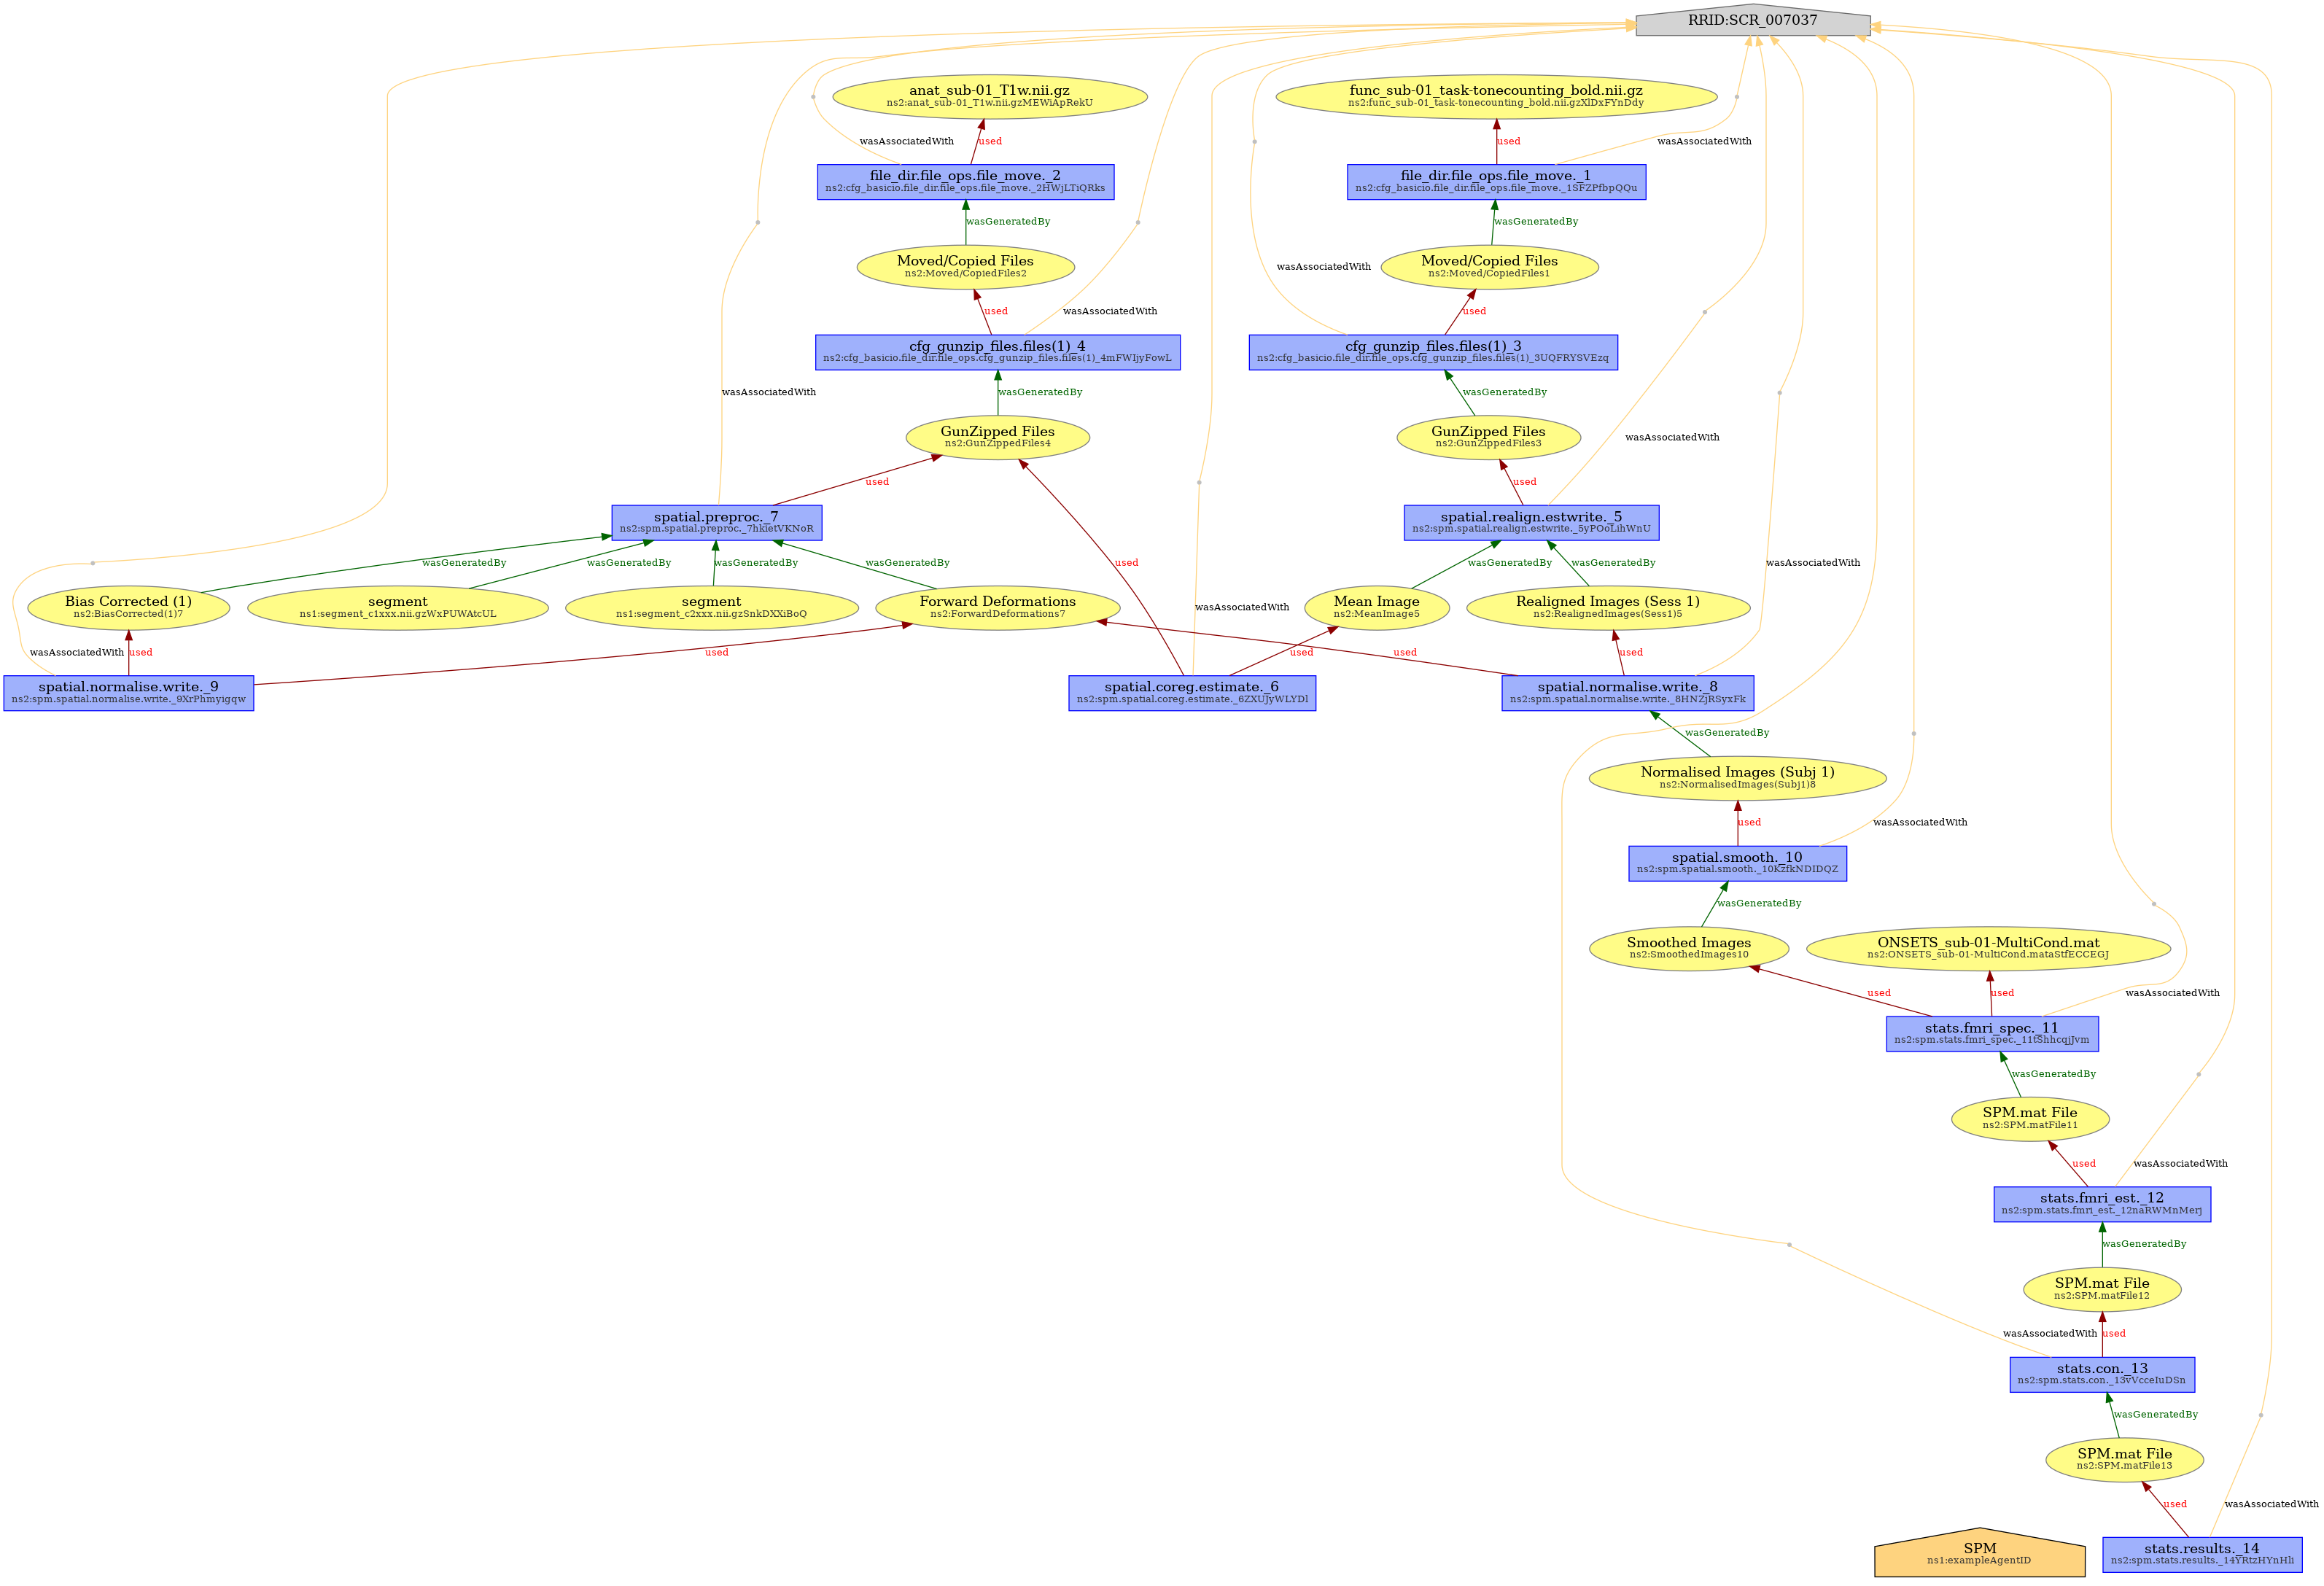 RRID:SCR_007037
anat_sub-01_T1w.nii.gz
ns2:anat_sub-01_T1w.nii.gzMEWiApRekU
func_sub-01_task-tonecounting_bold.nii.gz
ns2:func_sub-01_task-tonecounting_bold.nii.gzXlDxFYnDdy
wasAssociatedWith
used
used
wasAssociatedWith
file_dir.file_ops.file_move._2
ns2:cfg_basicio.file_dir.file_ops.file_move._2HWjLTiQRks
file_dir.file_ops.file_move._1
ns2:cfg_basicio.file_dir.file_ops.file_move._1SFZPfbpQQu
wasGeneratedBy
wasGeneratedBy
Moved/Copied Files
ns2:Moved/CopiedFiles2
wasAssociatedWith
Moved/Copied Files
ns2:Moved/CopiedFiles1
used
wasAssociatedWith
used
cfg_gunzip_files.files(1)_4
ns2:cfg_basicio.file_dir.file_ops.cfg_gunzip_files.files(1)_4mFWIjyFowL
cfg_gunzip_files.files(1)_3
ns2:cfg_basicio.file_dir.file_ops.cfg_gunzip_files.files(1)_3UQFRYSVEzq
wasAssociatedWith
wasGeneratedBy
wasGeneratedBy
GunZipped Files
ns2:GunZippedFiles4
GunZipped Files
ns2:GunZippedFiles3
wasAssociatedWith
used
used
spatial.preproc._7
ns2:spm.spatial.preproc._7hkietVKNoR
spatial.realign.estwrite._5
ns2:spm.spatial.realign.estwrite._5yPOoLihWnU
wasGeneratedBy
wasGeneratedBy
wasGeneratedBy
wasGeneratedBy
used
wasGeneratedBy
wasGeneratedBy
wasAssociatedWith
Bias Corrected (1)
ns2:BiasCorrected(1)7
segment
ns1:segment_c1xxx.nii.gzWxPUWAtcUL
segment
ns1:segment_c2xxx.nii.gzSnkDXXiBoQ
Forward Deformations
ns2:ForwardDeformations7
wasAssociatedWith
Mean Image
ns2:MeanImage5
Realigned Images (Sess 1)
ns2:RealignedImages(Sess1)5
wasAssociatedWith
used
used
used
used
used
spatial.normalise.write._9
ns2:spm.spatial.normalise.write._9XrPhmyigqw
spatial.coreg.estimate._6
ns2:spm.spatial.coreg.estimate._6ZXUJyWLYDl
spatial.normalise.write._8
ns2:spm.spatial.normalise.write._8HNZjRSyxFk
wasGeneratedBy
Normalised Images (Subj 1)
ns2:NormalisedImages(Subj1)8
used
wasAssociatedWith
spatial.smooth._10
ns2:spm.spatial.smooth._10KzfkNDIDQZ
wasGeneratedBy
Smoothed Images
ns2:SmoothedImages10
ONSETS_sub-01-MultiCond.mat
ns2:ONSETS_sub-01-MultiCond.mataStfECCEGJ
used
used
wasAssociatedWith
stats.fmri_spec._11
ns2:spm.stats.fmri_spec._11tShhcqjJvm
wasGeneratedBy
SPM.mat File
ns2:SPM.matFile11
used
wasAssociatedWith
stats.fmri_est._12
ns2:spm.stats.fmri_est._12naRWMnMerj
wasGeneratedBy
SPM.mat File
ns2:SPM.matFile12
wasAssociatedWith
used
stats.con._13
ns2:spm.stats.con._13vVcceIuDSn
wasGeneratedBy
SPM.mat File
ns2:SPM.matFile13
used
wasAssociatedWith
SPM
ns1:exampleAgentID
stats.results._14
ns2:spm.stats.results._14YRtzHYnHli